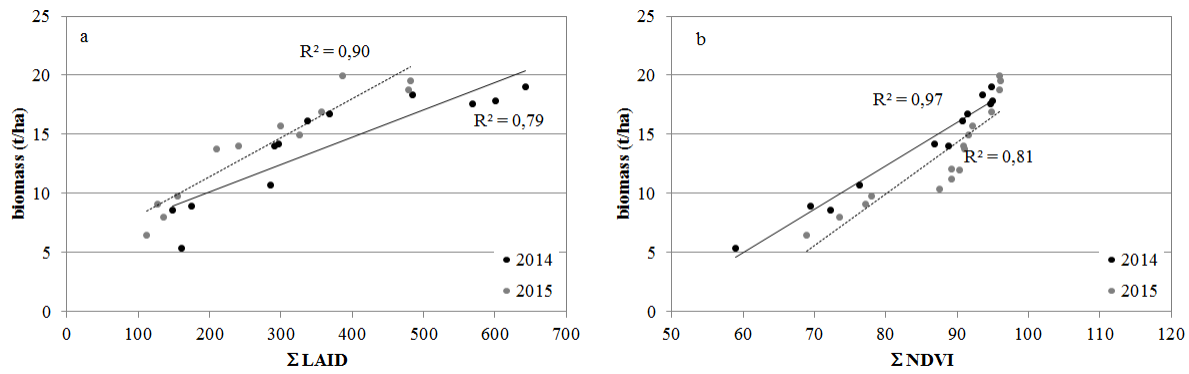 a
biomass (t/ha)
25
20
15
10
5
0
R² = 0,90
R² = 0,79
2014
2015
0 100 200 300 400 500 600 700
Σ LAID
b
biomass (t/ha)
25
20
15
10
5
0
R² = 0,97
R² = 0,81
2014
2015
50 60 70 80 90 100 110 120
Σ NDVI